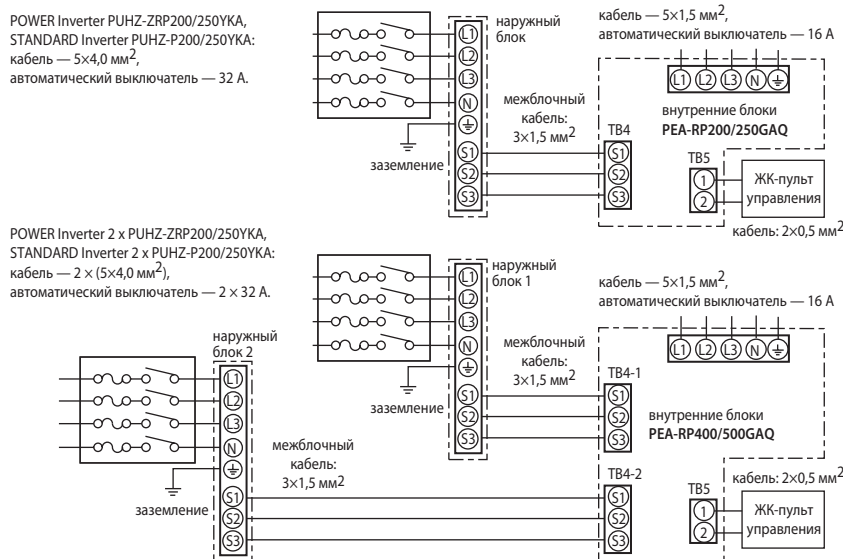 POWER Inverter PUHZ-ZRP200/250YKA,
STANDARD Inverter PUHZ-P200/250YKA:
кабель — 5×4,0 мм²,
автоматический выключатель — 32 А.
наружный
блок
L1
L2
L3
N
заземление
S1
S2
S3
межблочный
кабель:
3×1,5 мм²
кабель — 5×1,5 мм²,
автоматический выключатель — 16 А
L1 L2 L3 N
внутренние блоки
PEA-RP200/250GAQ
TB4
S1
S2
S3
TB5
1
2
ЖК-пульт
управления
кабель: 2×0,5 мм²
POWER Inverter 2 x PUHZ-ZRP200/250YKA,
STANDARD Inverter 2 x PUHZ-P200/250YKA:
кабель — 2 × (5×4,0 мм²),
автоматический выключатель — 2 × 32 А.
наружный
блок 1
L1
L2
L3
N
заземление
S1
S2
S3
межблочный
кабель:
3×1,5 мм²
наружный
блок 2
L1
L2
L3
N
заземление
S1
S2
S3
межблочный
кабель:
3×1,5 мм²
кабель — 5×1,5 мм²,
автоматический выключатель — 16 А
L1 L2 L3 N
TB4-1
S1
S2
S3
внутренние блоки
PEA-RP400/500GAQ
TB4-2
S1
S2
S3
TB5
1
2
кабель: 2×0,5 мм²
ЖК-пульт
управления